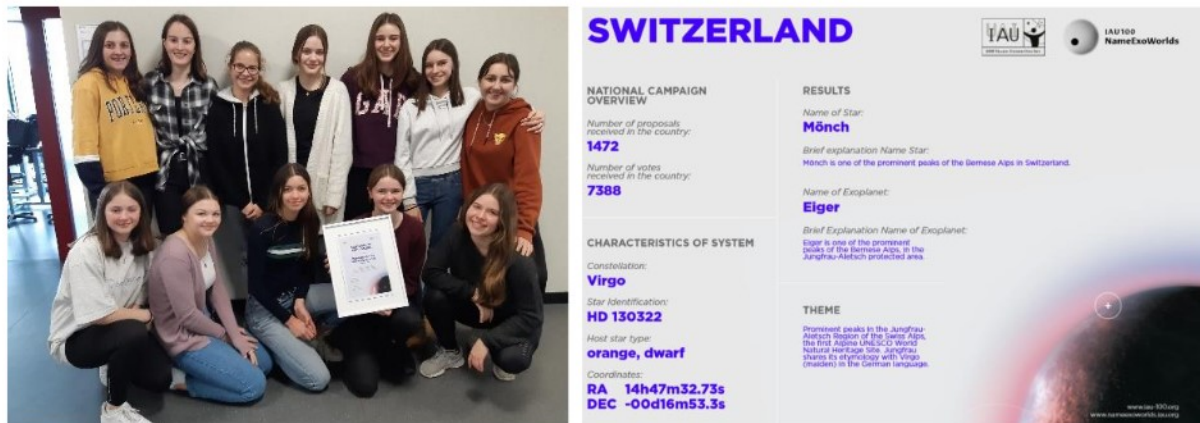 PORTL
GAP
SWITZERLAND
IAU
IAU100
NameExoWorlds
NATIONAL CAMPAIGN
OVERVIEW
Number of proposals
received in the country:
1472
Number of votes
received in the country:
7388
CHARACTERISTICS OF SYSTEM
Constellation:
Virgo
Star Identification:
HD 130322
Host star type:
orange, dwarf
Coordinates:
RA 14h47m32.73s
DEC -00d16m53.3s
RESULTS
Name of Star:
Mönch
Brief explanation Name Star:
Mönch is one of the prominent peaks of the Bernese Alps in Switzerland.
Name of Exoplanet:
Eiger
Brief Explanation Name of Exoplanet:
Eiger is one of the prominent
peaks of the Bernese Alps, in the
Jungfrau-Aletsch protected area.
THEME
Prominent peaks in the Jungfrau-
Aletsch Region of the Swiss Alps,
the first Alpine UNESCO World
Natural Heritage Site. Jungfrau
shares its etymology with Virgo
(maiden) in the German language.
www.iau-100.org
www.nameexoworlds.iau.org